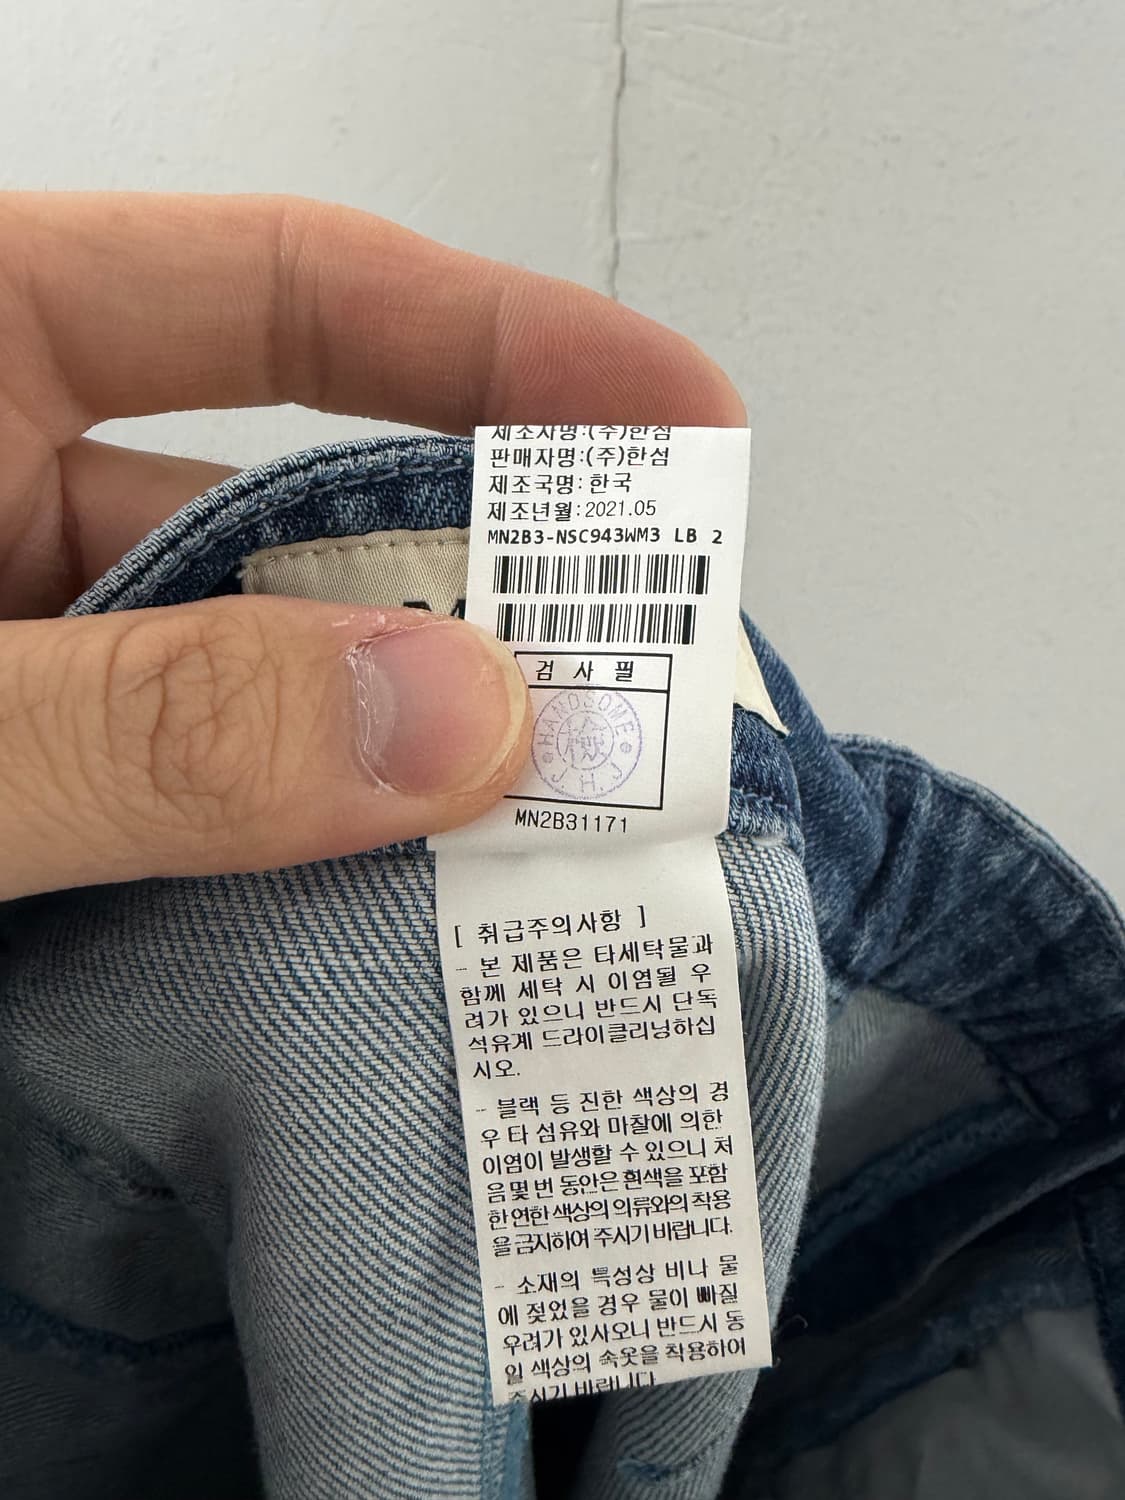 제조자명:(주)한섬
판매자명:(주)한섬
제조국명: 한국
제조년월:2021.05
MN2B3-NSC943WM3 LB 2
검 사 필
HANDSOME
J.H.J
MN2B31171
[ 취급주의사항 ]
- 본 제품은 타세탁물과
함께 세탁 시 이염될 우
려가 있으니 반드시 단독
석유계 드라이클리닝하십
시오.
- 블랙 등 진한 색상의 경
우 타 섬유와 마찰에 의한
이염이 발생할 수 있으니 처
음 몇 번 동안은 흰색을 포함
한 연한 색상의 의류와의 착용
을 금지하여 주시기 바랍니다.
- 소재의 특성상 비나 물
에 젖었을 경우 물이 빠질
우려가 있사오니 반드시 동
일 색상의 속옷을 착용하여
주시기 바랍니다